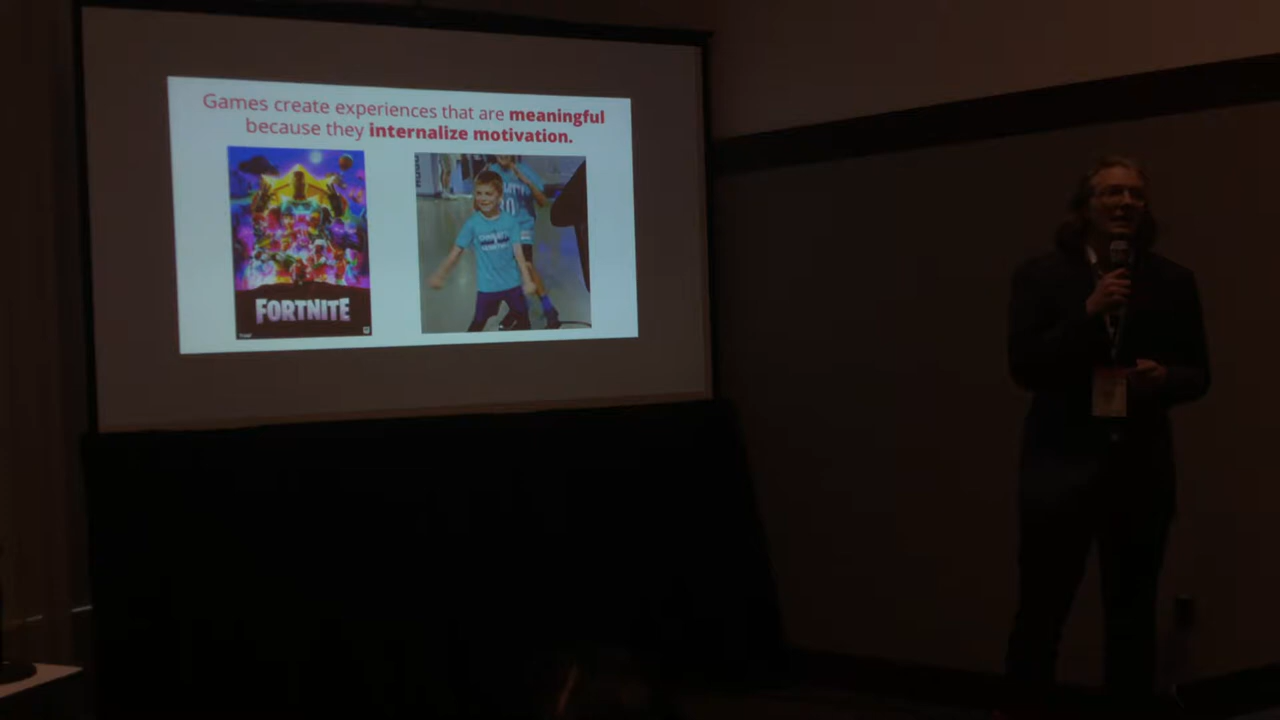 Games create experiences that are meaningful
because they internalize motivation.
FORTNITE